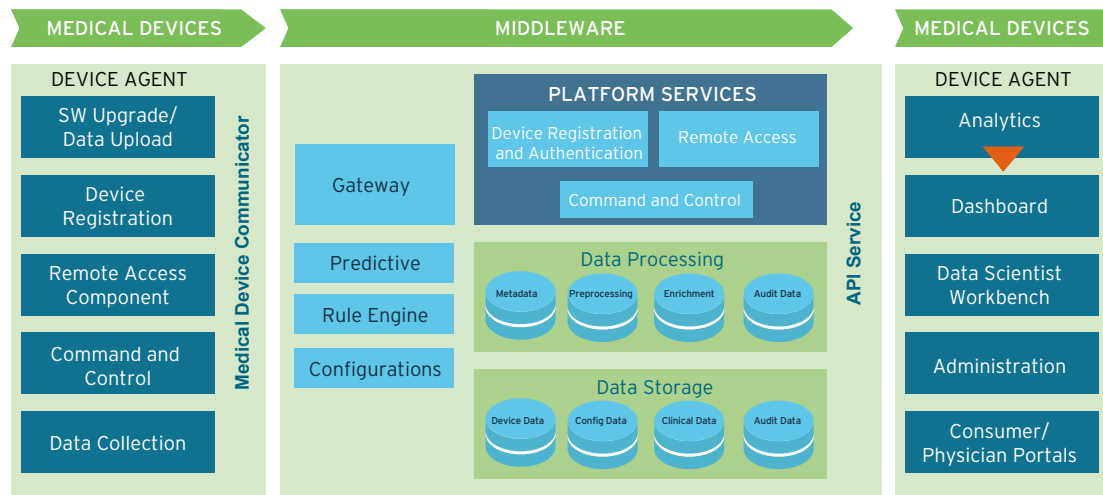 MEDICAL DEVICES
MIDDLEWARE
MEDICAL DEVICES
DEVICE AGENT
SW Upgrade/
Data Upload
Device
Registration
Remote Access
Component
Command and
Control
Data Collection
Medical Device Communicator
Gateway
Predictive
Rule Engine
Configurations
PLATFORM SERVICES
Device Registration
and Authentication
Remote Access
Command and Control
Data Processing
Metadata
Preprocessing
Enrichment
Audit Data
Data Storage
Device Data
Config Data
Clinical Data
Audit Data
API Service
DEVICE AGENT
Analytics
Dashboard
Data Scientist
Workbench
Administration
Consumer/
Physician Portals